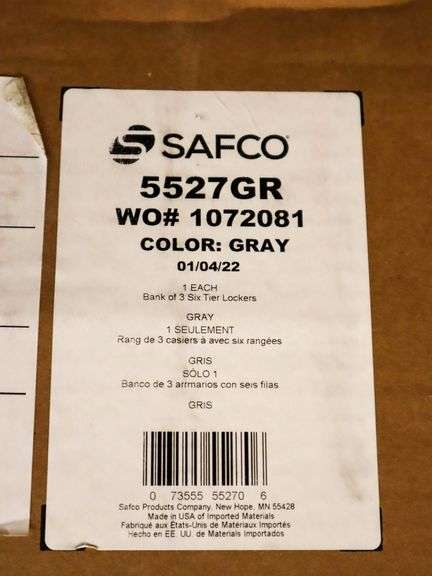 SAFCO
5527GR
WO# 1072081
COLOR: GRAY
01/04/22
1 EACH
Bank of 3 Six Tier Lockers
GRAY
1 SEULEMENT
Rang de 3 casiers à avec six rangées
GRIS
SÓLO 1
Banco de 3 arrmarios con seis filas
GRIS
0 73555 55270 6
Safco Products Company, New Hope, MN 55428
Made in USA of Imported Materials
Fabriqué aux États-Unis de Matériaux Importés
Hecho en EE. UU. de Materiales Importados